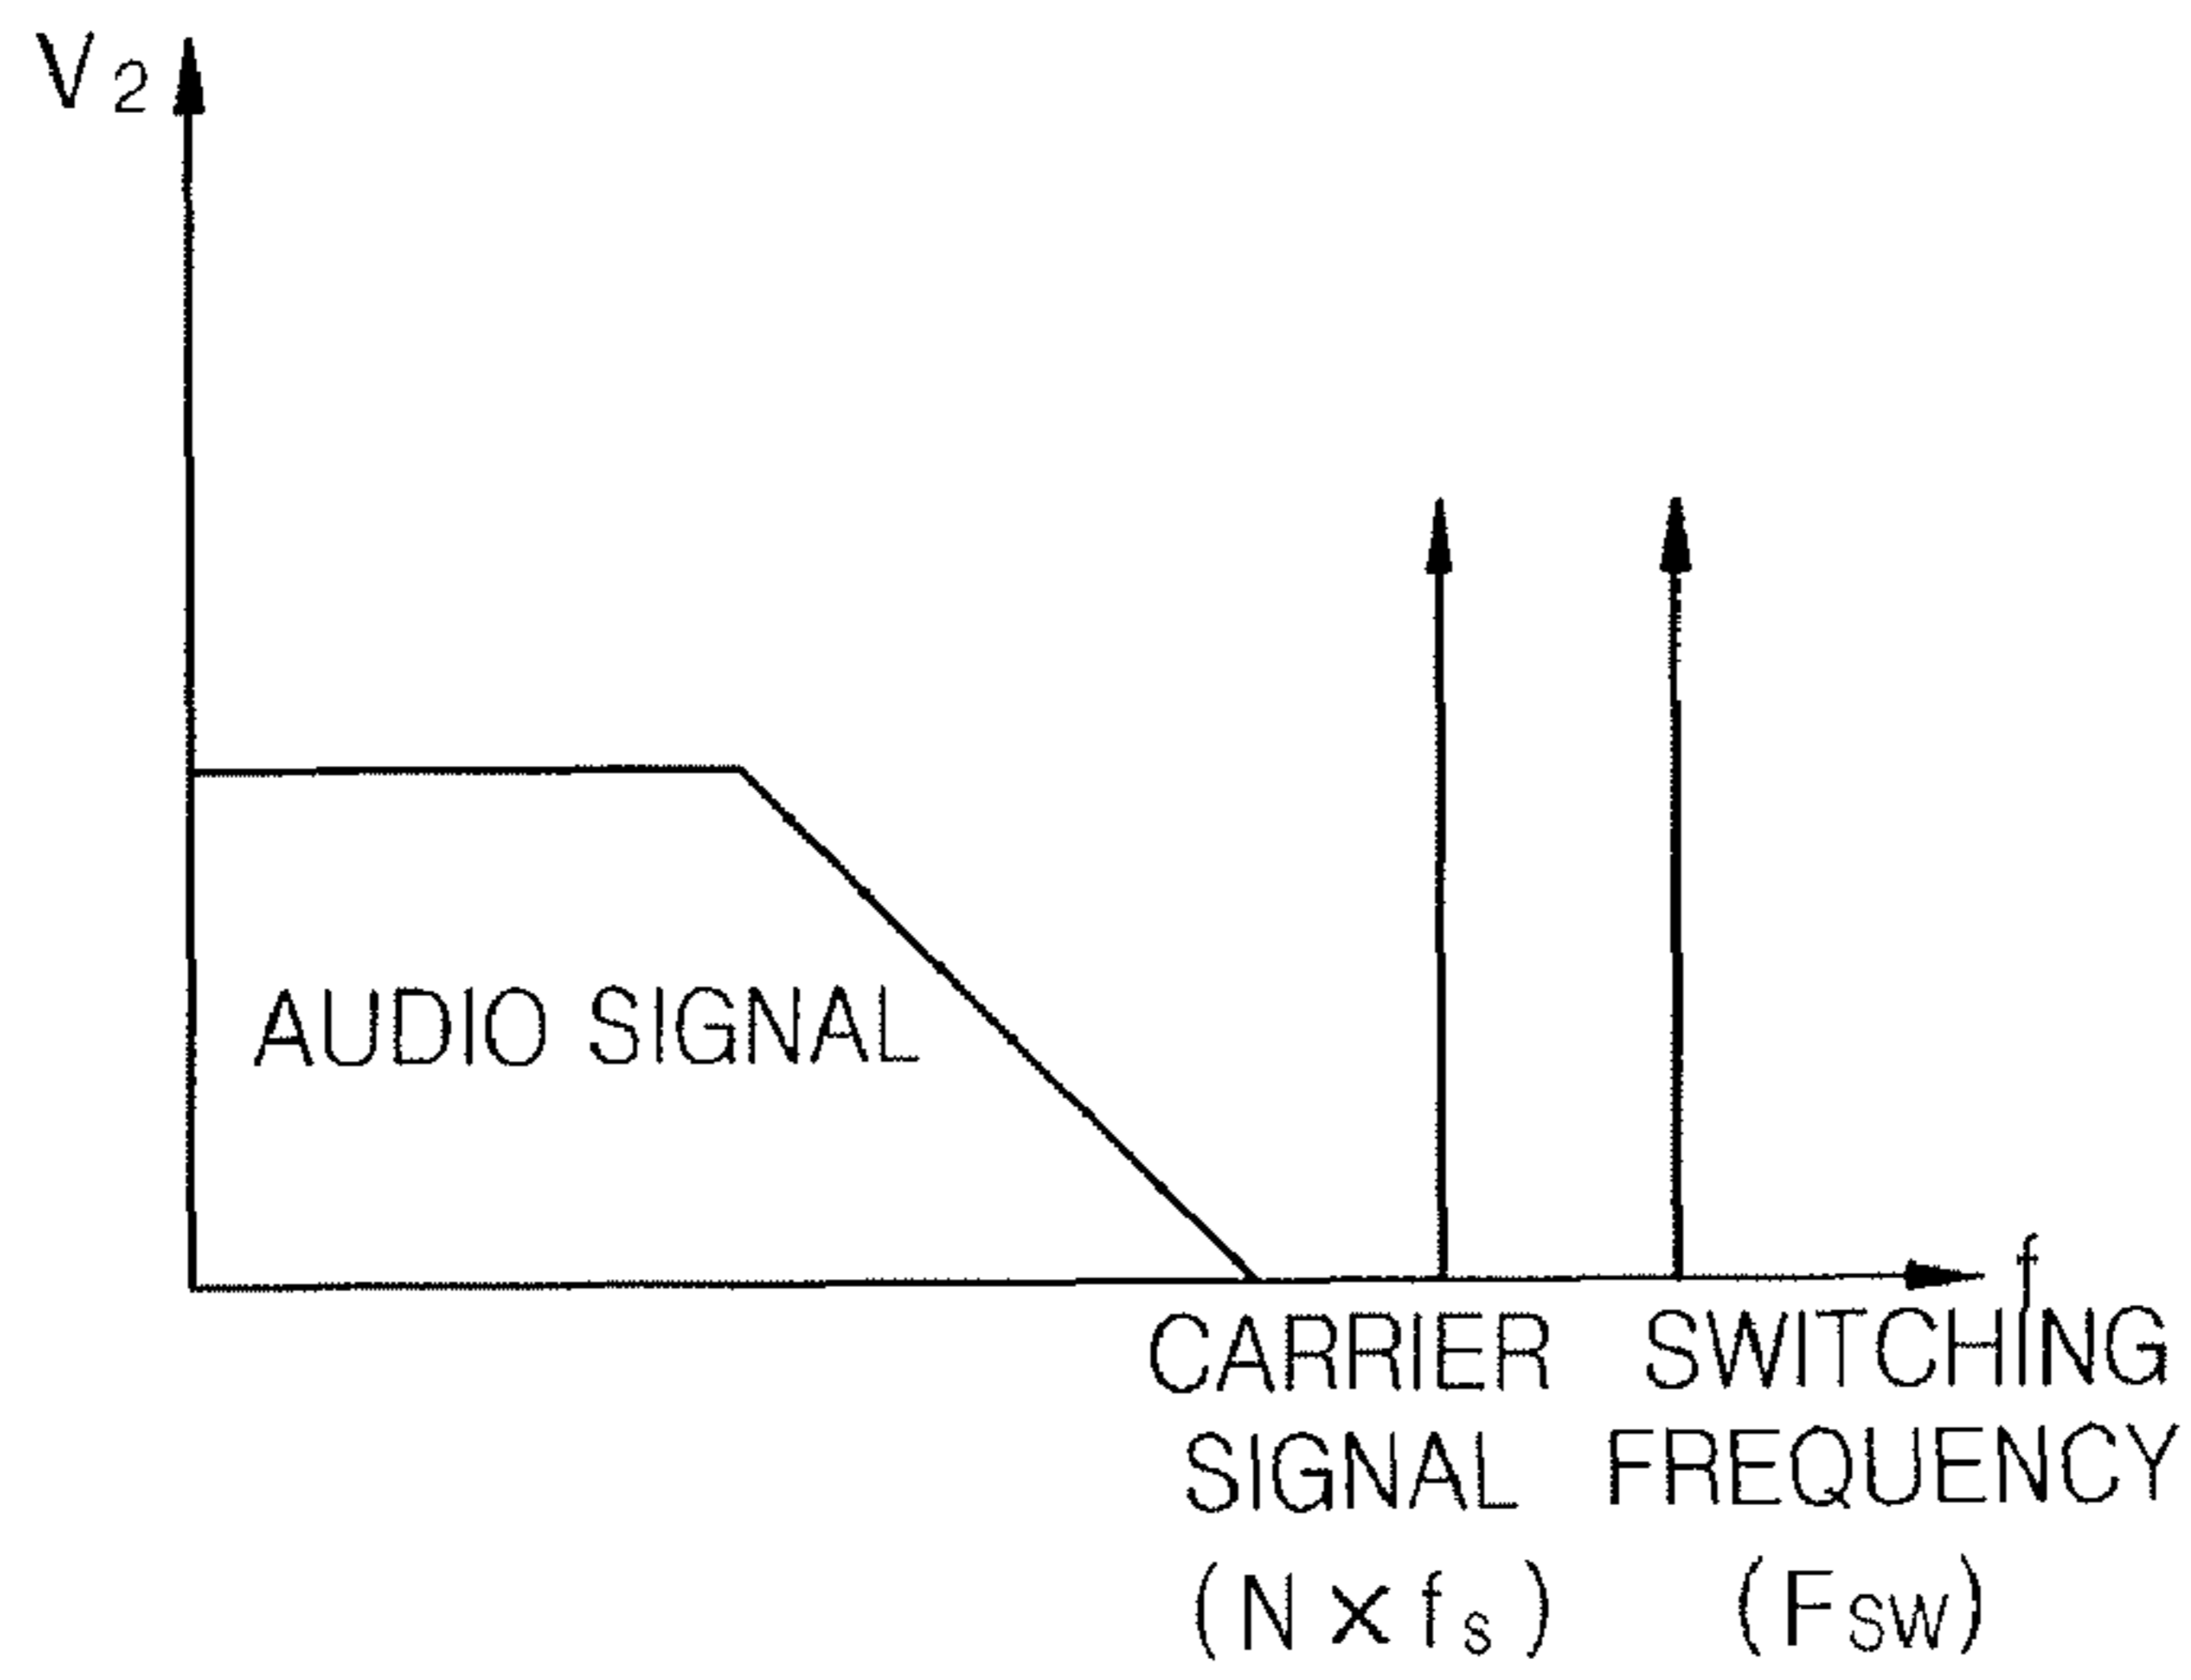 V2
AUDIO SIGNAL
f
CARRIER
SIGNAL
(N × fs)
SWITCHING
FREQUENCY
(FSW)